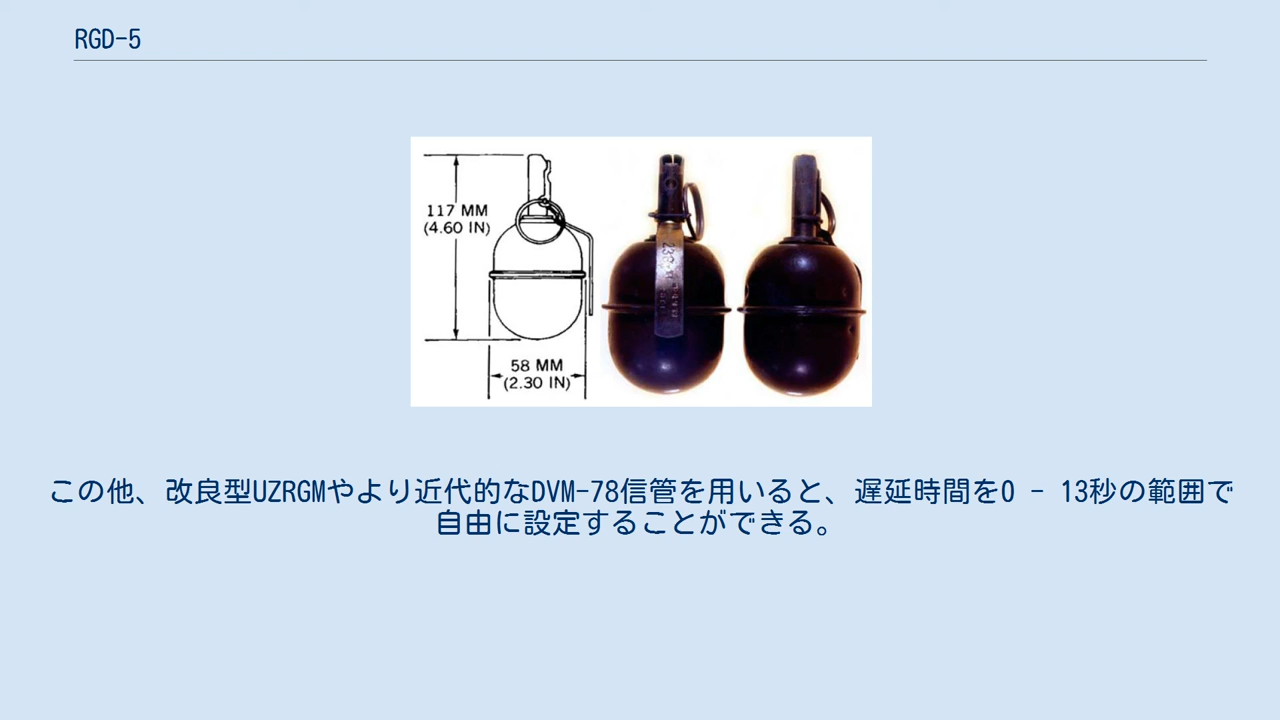 RGD-5
117 MM
(4.60 IN)
58 MM
(2.30 IN)
この他、改良型UZRGMやより近代的なDVM-78信管を用いると、遅延時間を0 - 13秒の範囲で
自由に設定することができる。